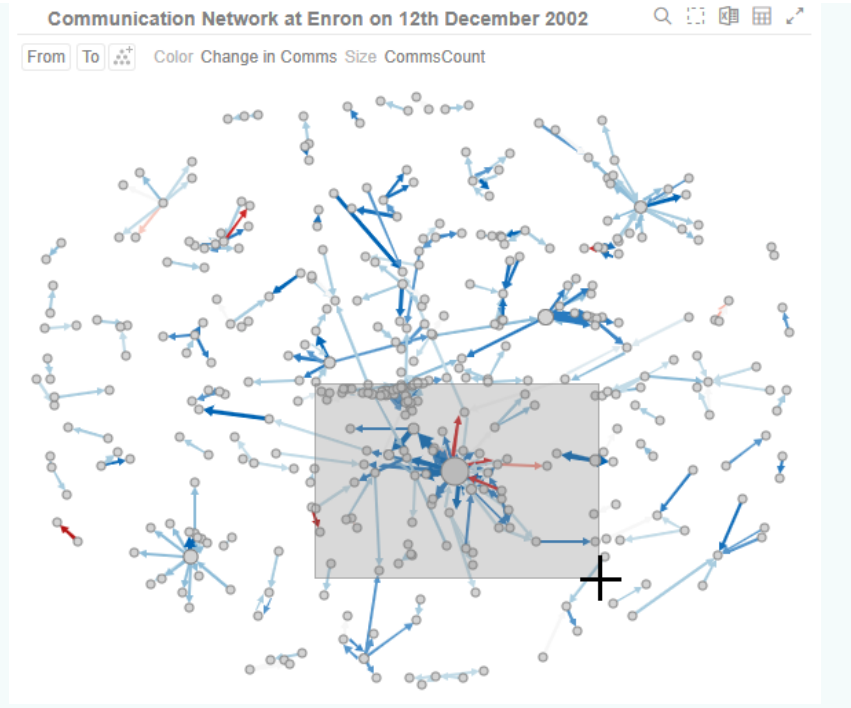 Communication Network at Enron on 12th December 2002
From To Color Change in Comms Size CommsCount